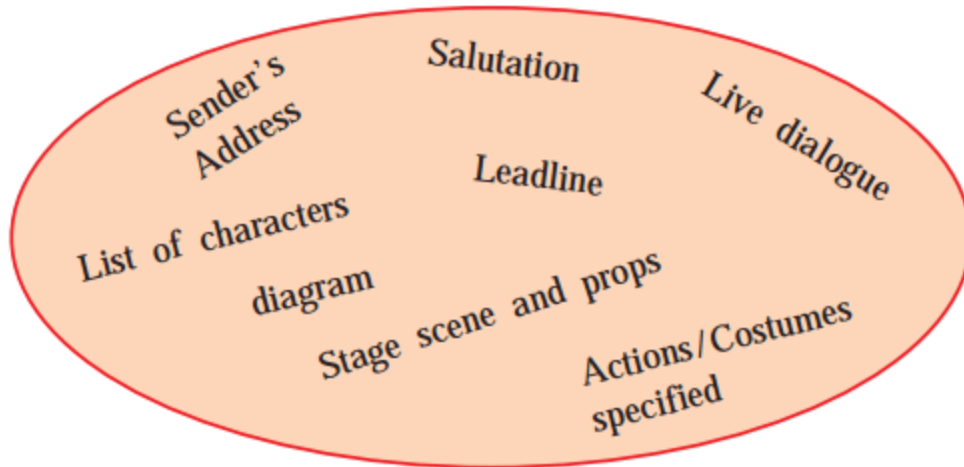 Sender's
Address
Salutation
Live dialogue
Leadline
List of characters
diagram
Stage scene and props
Actions/Costumes
specified